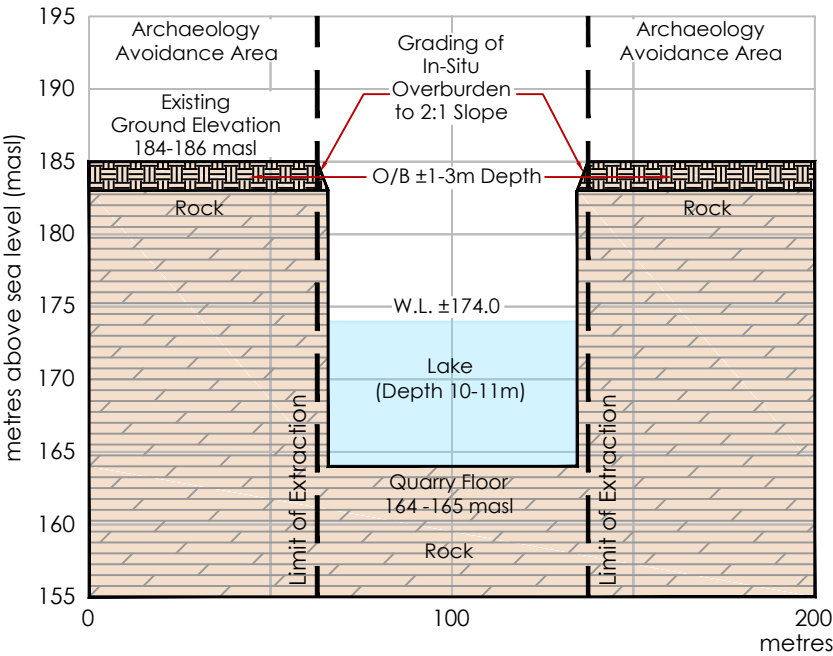 195
Archaeology
Avoidance Area
Grading of
In-Situ
Overburden
to 2:1 Slope
Archaeology
Avoidance Area
190
Existing
Ground Elevation
184-186 masl
185
O/B ±1-3m Depth
Rock
Rock
180
175
W.L. ±174.0
170
Lake
(Depth 10-11m)
165
Quarry Floor
164 -165 masl
160
Rock
155
Limit of Extraction
Limit of Extraction
metres above sea level (masl)
0
100
200
metres